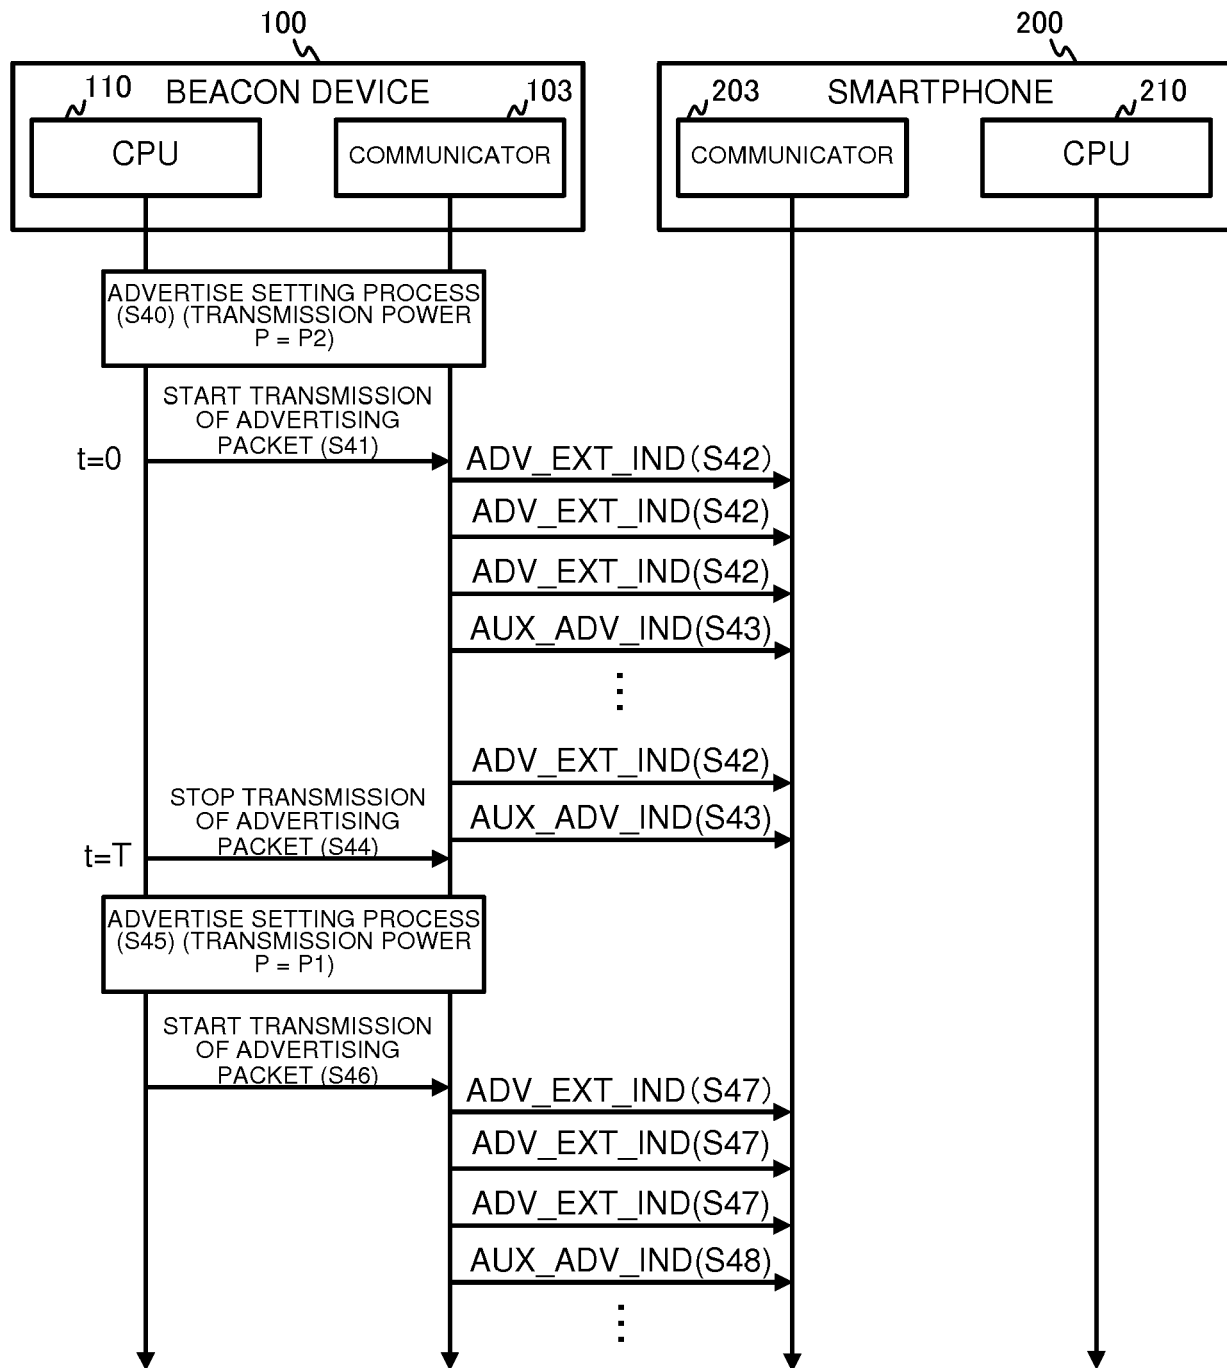 100
200
BEACON DEVICE
SMARTPHONE
110
103
203
210
CPU
COMMUNICATOR
COMMUNICATOR
CPU
ADVERTISE SETTING PROCESS
(S40) (TRANSMISSION POWER
P = P2)
START TRANSMISSION
OF ADVERTISING
PACKET (S41)
t=0
ADV_EXT_IND(S42)
ADV_EXT_IND(S42)
ADV_EXT_IND(S42)
AUX_ADV_IND(S43)
⋮
ADV_EXT_IND(S42)
STOP TRANSMISSION
OF ADVERTISING
PACKET (S44)
AUX_ADV_IND(S43)
t=T
ADVERTISE SETTING PROCESS
(S45) (TRANSMISSION POWER
P = P1)
START TRANSMISSION
OF ADVERTISING
PACKET (S46)
ADV_EXT_IND(S47)
ADV_EXT_IND(S47)
ADV_EXT_IND(S47)
AUX_ADV_IND(S48)
⋮